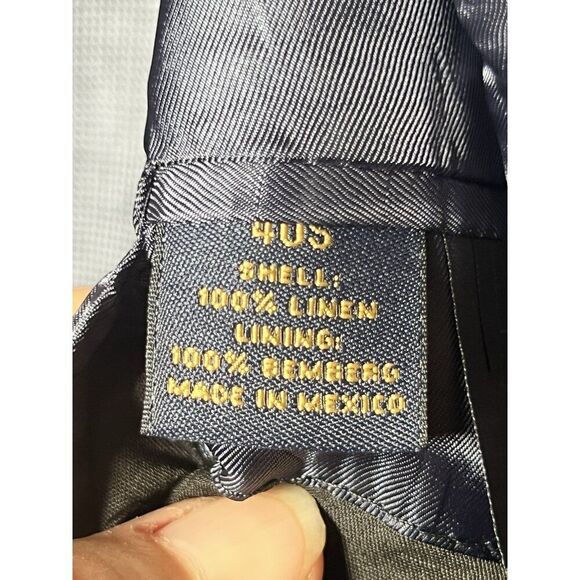 40S
SHELL:
100% LINEN
LINING:
100% BEMBERG
MADE IN MEXICO